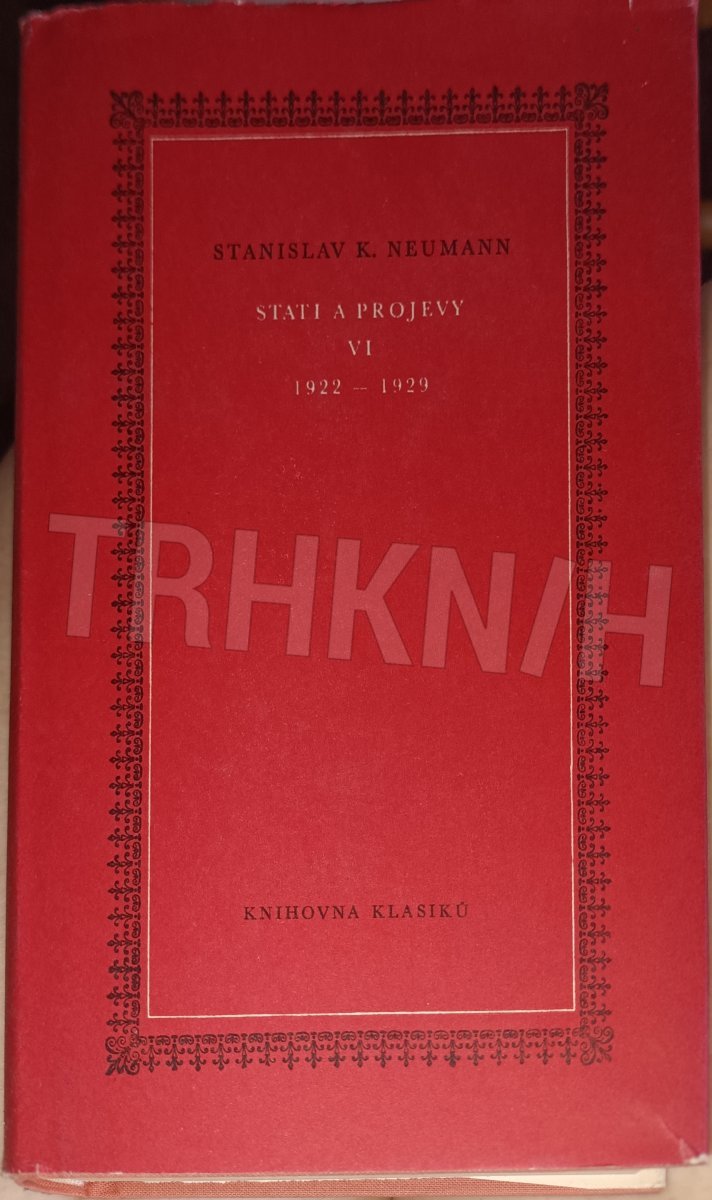 STANISLAV K. NEUMANN
STATI A PROJEVY
VI
1922 — 1929
TRHKNIH
KNIHOVNA KLASIKŮ